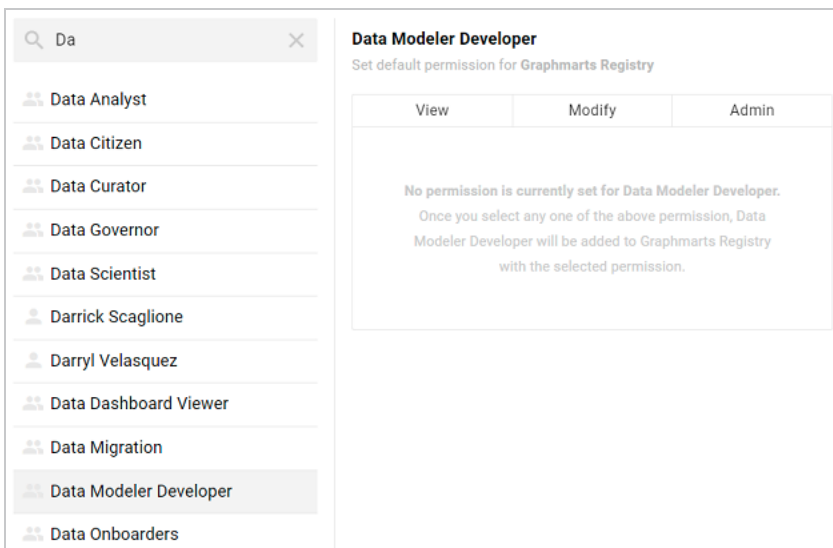 Da
Data Analyst
Data Citizen
Data Curator
Data Governor
Data Scientist
Darrick Scaglione
Darryl Velasquez
Data Dashboard Viewer
Data Migration
Data Modeler Developer
Data Onboarders
Data Modeler Developer
Set default permission for Graphmarts Registry
View Modify Admin
No permission is currently set for Data Modeler Developer.
Once you select any one of the above permission, Data
Modeler Developer will be added to Graphmarts Registry
with the selected permission.